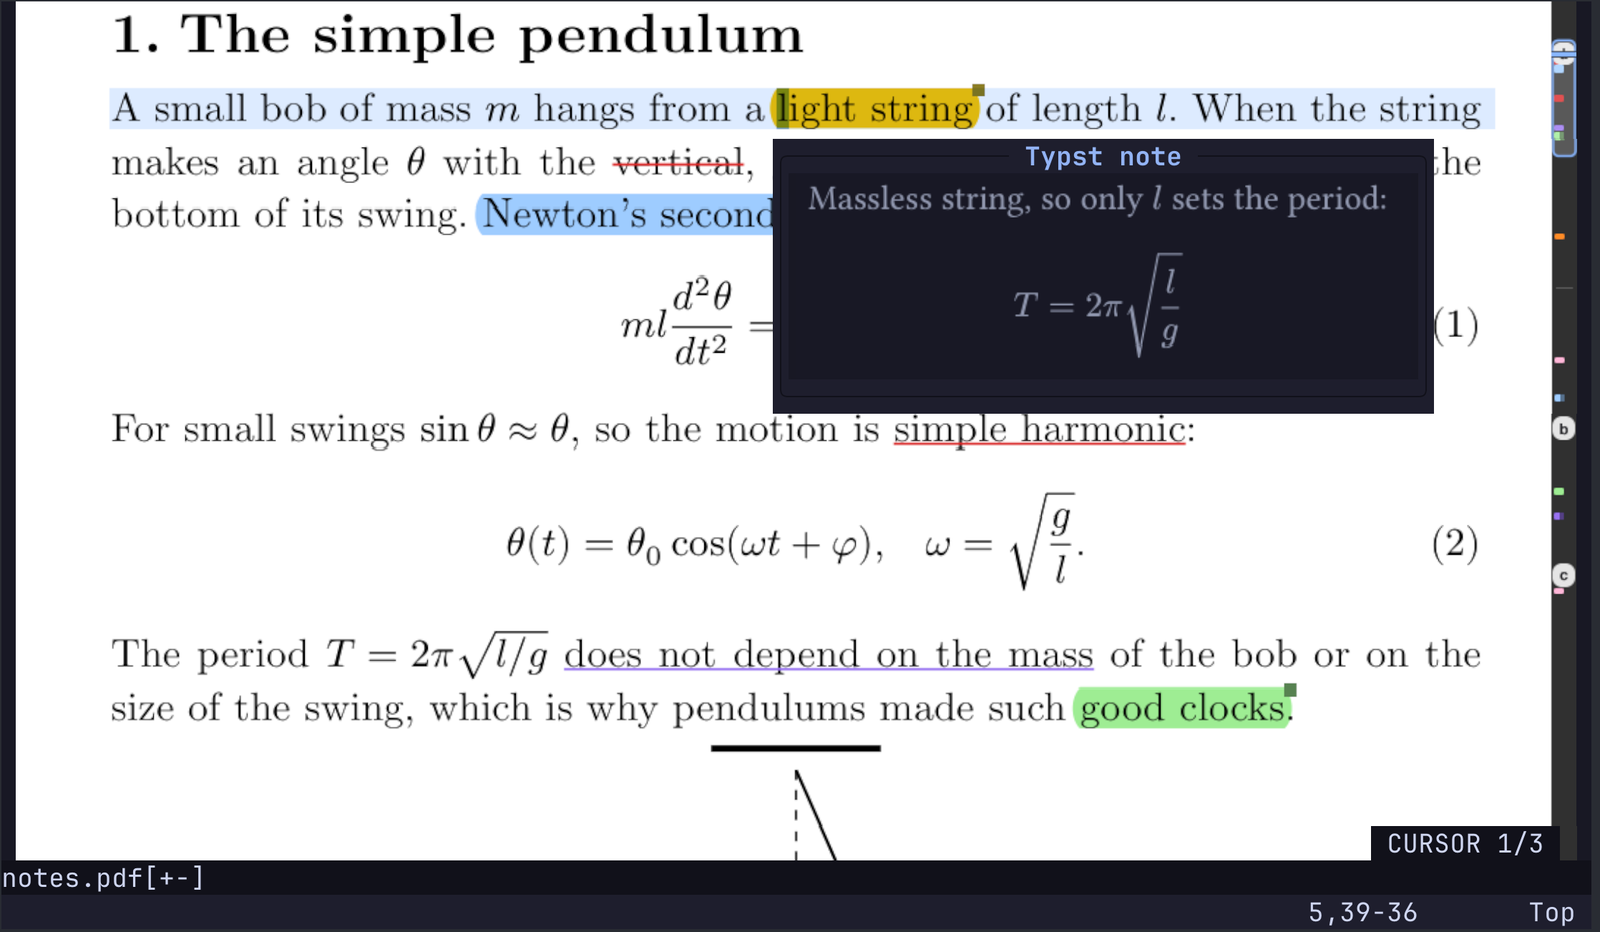 1. The simple pendulum
A small bob of mass m hangs from a light string of length l. When the string
makes an angle θ with the vertical, the
bottom of its swing. Newton's second
Typst note
Massless string, so only l sets the period:
T = 2π√(l/g)
ml d²θ/dt² = (1)
For small swings sin θ ≈ θ, so the motion is simple harmonic:
θ(t) = θ₀ cos(ωt + φ), ω = √(g/l). (2)
The period T = 2π√(l/g) does not depend on the mass of the bob or on the
size of the swing, which is why pendulums made such good clocks.
b
c
CURSOR 1/3
notes.pdf[+-]
5,39-36 Top